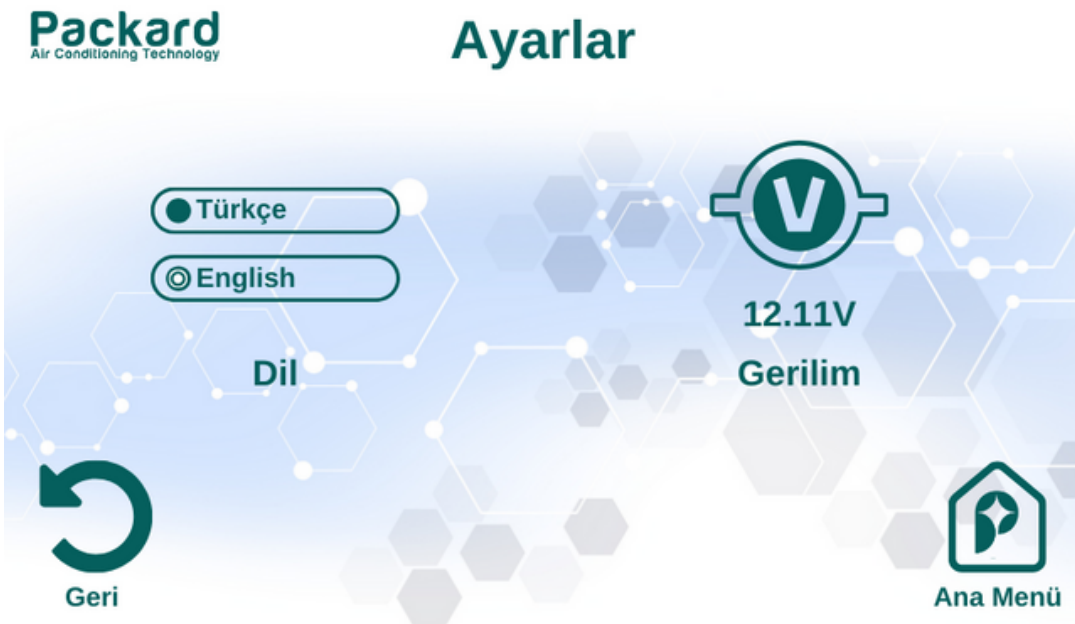 Packard
Air Conditioning Technology
Ayarlar
Türkçe
English
Dil
V
12.11V
Gerilim
Geri
Ana Menü